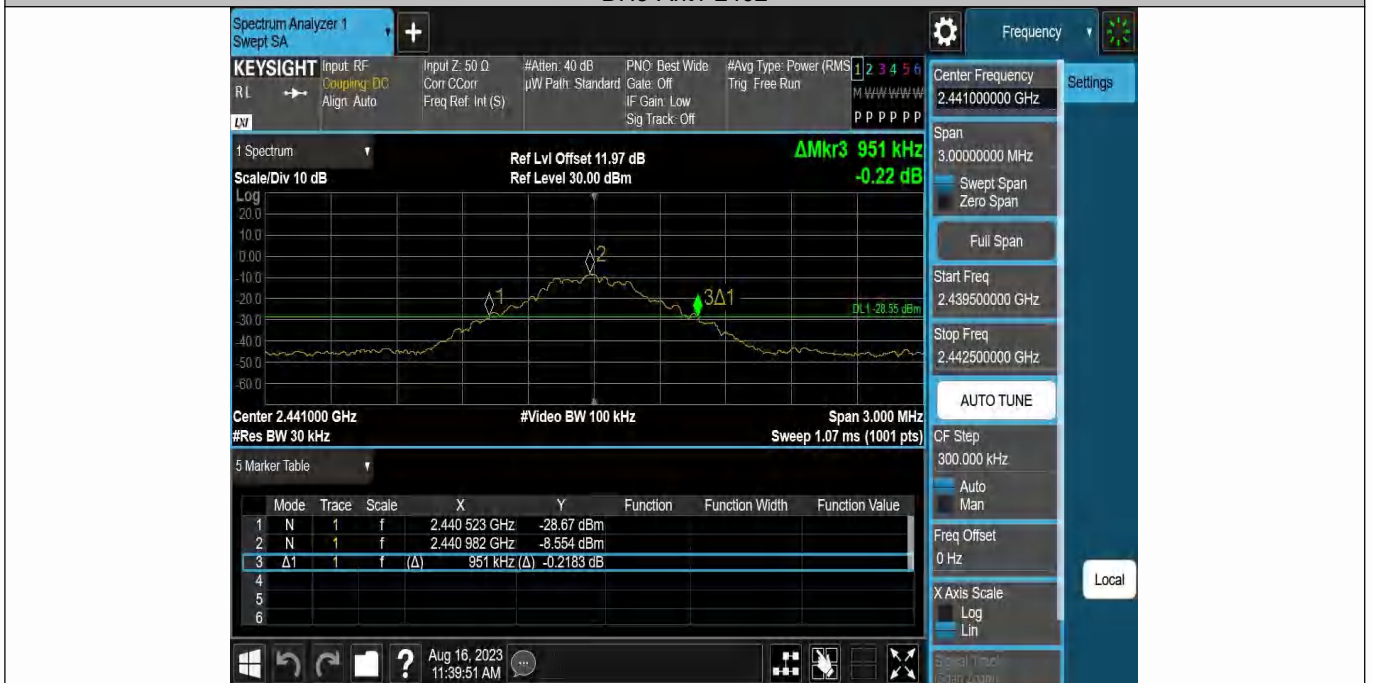 Spectrum Analyzer 1
Swept SA
+
Frequency
KEYSIGHT
RL
LXI
Input: RF
Coupling: DC
Align: Auto
Input Z: 50 Ω
Corr CCorr
Freq Ref: Int (S)
#Atten: 40 dB
µW Path: Standard
PNO: Best Wide
Gate: Off
IF Gain: Low
Sig Track: Off
#Avg Type: Power (RMS
Trig: Free Run
1 2 3 4 5 6
M W W W W W
P P P P P P
Center Frequency
2.441000000 GHz
Settings
Span
3.00000000 MHz
Swept Span
Zero Span
Full Span
Start Freq
2.439500000 GHz
Stop Freq
2.442500000 GHz
AUTO TUNE
CF Step
300.000 kHz
Auto
Man
Freq Offset
0 Hz
X Axis Scale
Log
Lin
Local
1 Spectrum
Scale/Div 10 dB
Ref Lvl Offset 11.97 dB
Ref Level 30.00 dBm
ΔMkr3 951 kHz
-0.22 dB
Log
20.0
10.0
0.00
-10.0
-20.0
-30.0
-40.0
-50.0
-60.0
1
2
3Δ1
DL1 -28.55 dBm
Center 2.441000 GHz
#Video BW 100 kHz
Span 3.000 MHz
#Res BW 30 kHz
Sweep 1.07 ms (1001 pts)
5 Marker Table
Mode Trace Scale X Y Function Function Width Function Value
1 N 1 f 2.440 523 GHz -28.67 dBm
2 N 1 f 2.440 982 GHz -8.554 dBm
3 Δ1 1 f (Δ) 951 kHz (Δ) -0.2183 dB
4
5
6
?
Aug 16, 2023
11:39:51 AM